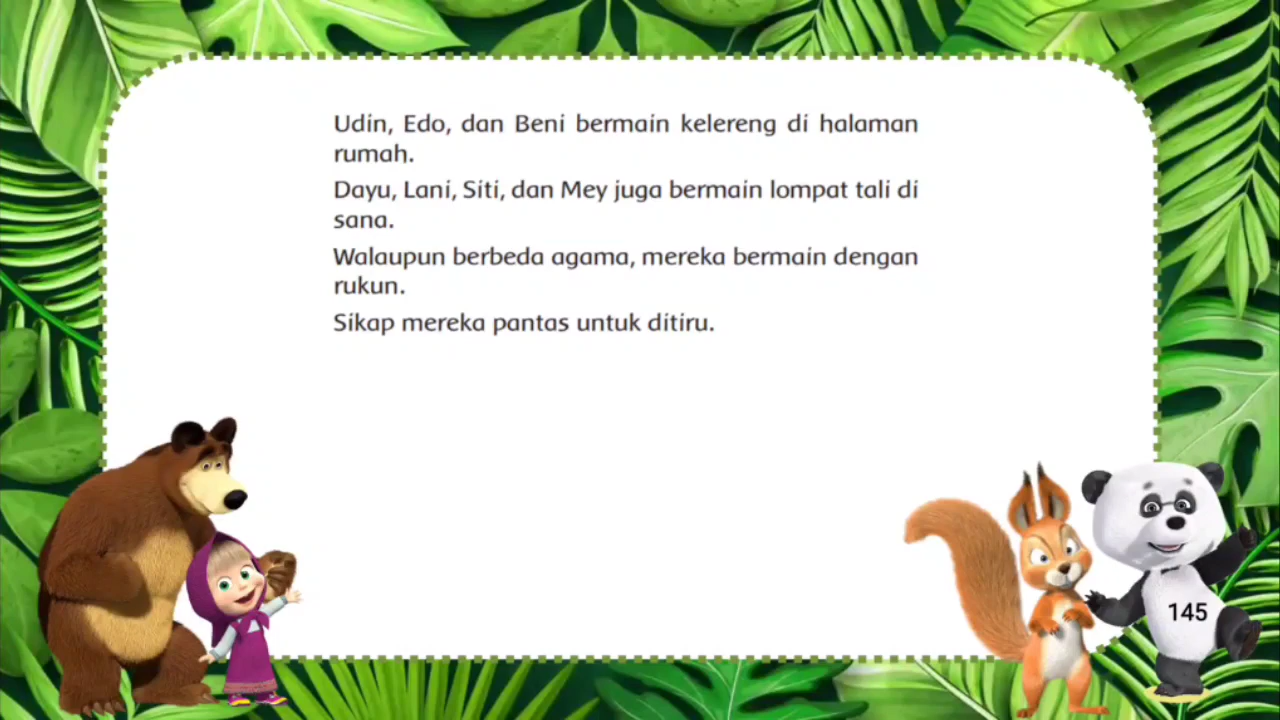 Udin, Edo, dan Beni bermain kelereng di halaman
rumah.
Dayu, Lani, Siti, dan Mey juga bermain lompat tali di
sana.
Walaupun berbeda agama, mereka bermain dengan
rukun.
Sikap mereka pantas untuk ditiru.
145